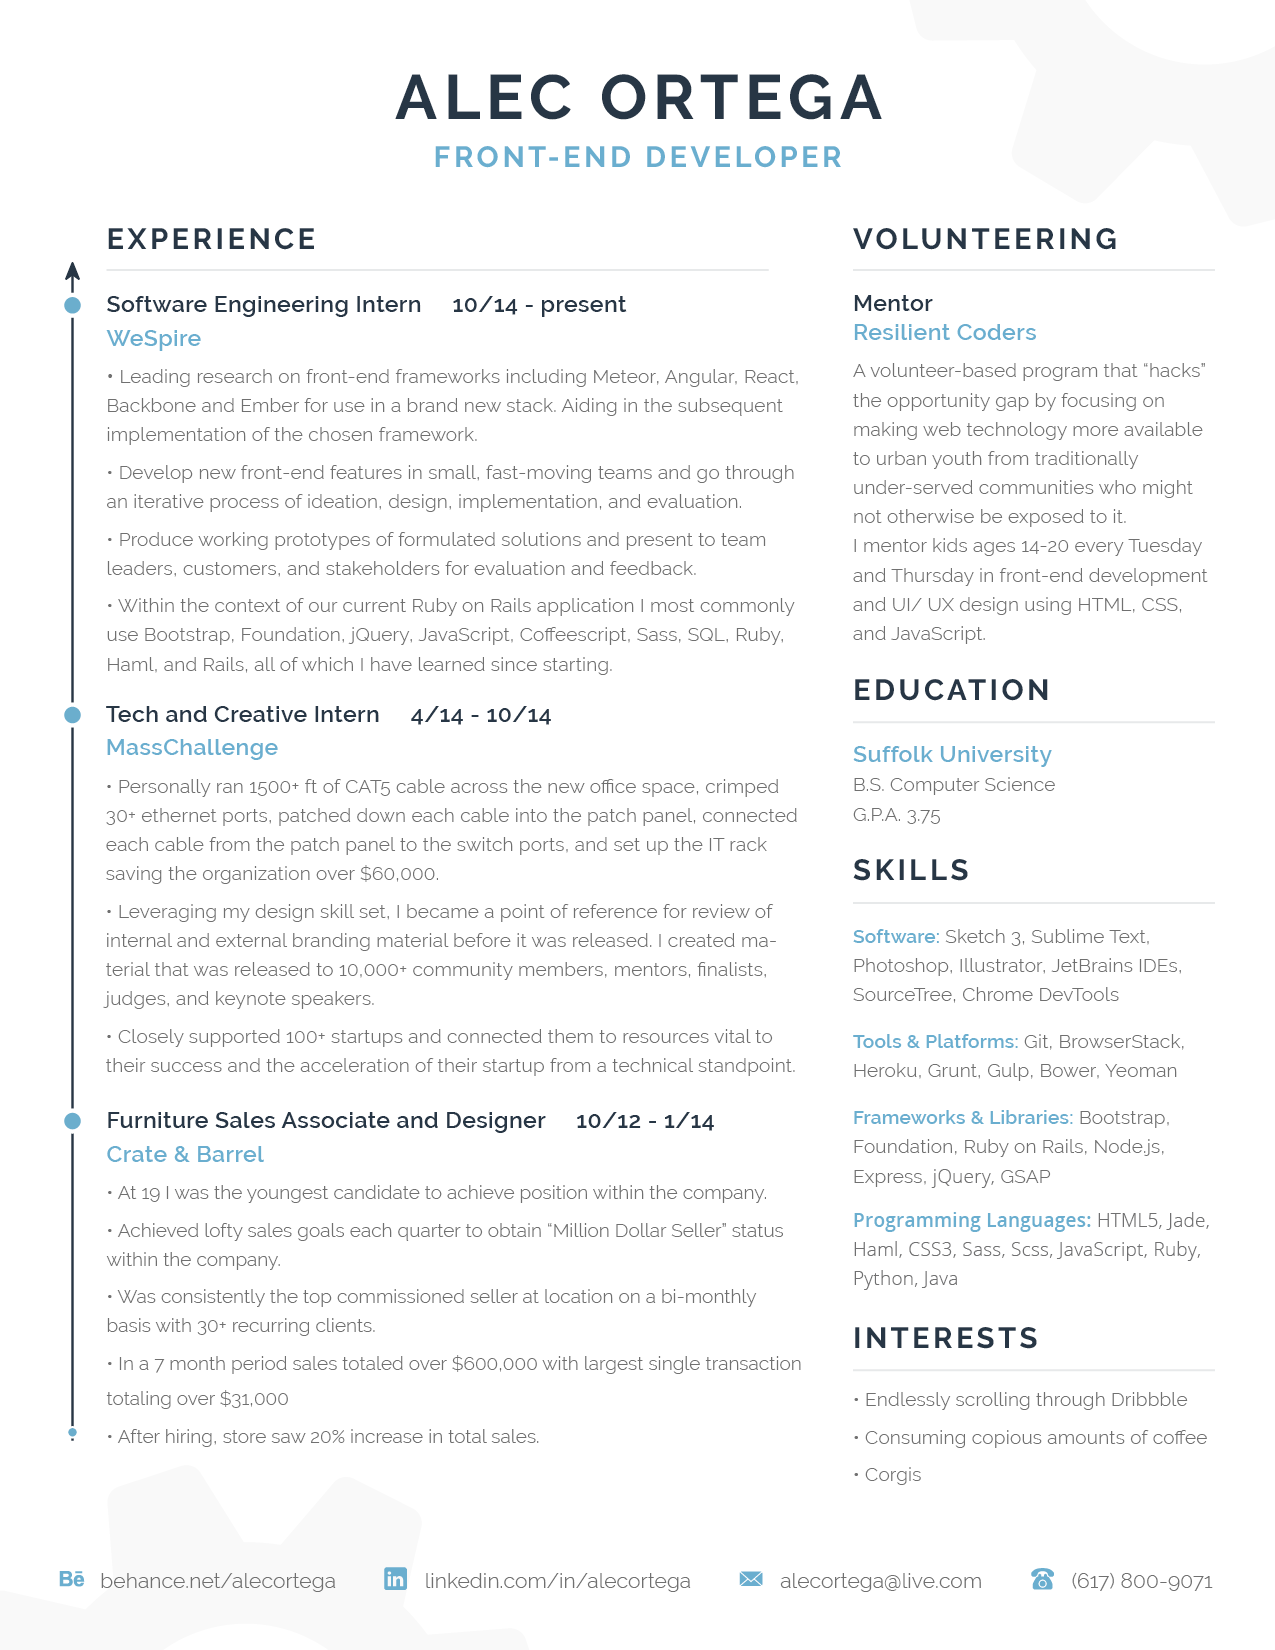 ALEC ORTEGA
FRONT-END DEVELOPER
EXPERIENCE
Software Engineering Intern 10/14 - present
WeSpire
• Leading research on front-end frameworks including Meteor, Angular, React,
Backbone and Ember for use in a brand new stack. Aiding in the subsequent
implementation of the chosen framework.
• Develop new front-end features in small, fast-moving teams and go through
an iterative process of ideation, design, implementation, and evaluation.
• Produce working prototypes of formulated solutions and present to team
leaders, customers, and stakeholders for evaluation and feedback.
• Within the context of our current Ruby on Rails application I most commonly
use Bootstrap, Foundation, jQuery, JavaScript, Coffeescript, Sass, SQL, Ruby,
Haml, and Rails, all of which I have learned since starting.
Tech and Creative Intern 4/14 - 10/14
MassChallenge
• Personally ran 1500+ ft of CAT5 cable across the new office space, crimped
30+ ethernet ports, patched down each cable into the patch panel, connected
each cable from the patch panel to the switch ports, and set up the IT rack
saving the organization over $60,000.
• Leveraging my design skill set, I became a point of reference for review of
internal and external branding material before it was released. I created ma-
terial that was released to 10,000+ community members, mentors, finalists,
judges, and keynote speakers.
• Closely supported 100+ startups and connected them to resources vital to
their success and the acceleration of their startup from a technical standpoint.
Furniture Sales Associate and Designer 10/12 - 1/14
Crate & Barrel
• At 19 I was the youngest candidate to achieve position within the company.
• Achieved lofty sales goals each quarter to obtain “Million Dollar Seller” status
within the company.
• Was consistently the top commissioned seller at location on a bi-monthly
basis with 30+ recurring clients.
• In a 7 month period sales totaled over $600,000 with largest single transaction
totaling over $31,000
• After hiring, store saw 20% increase in total sales.
VOLUNTEERING
Mentor
Resilient Coders
A volunteer-based program that “hacks”
the opportunity gap by focusing on
making web technology more available
to urban youth from traditionally
under-served communities who might
not otherwise be exposed to it.
I mentor kids ages 14-20 every Tuesday
and Thursday in front-end development
and UI/ UX design using HTML, CSS,
and JavaScript.
EDUCATION
Suffolk University
B.S. Computer Science
G.P.A. 3.75
SKILLS
Software: Sketch 3, Sublime Text,
Photoshop, Illustrator, JetBrains IDEs,
SourceTree, Chrome DevTools
Tools & Platforms: Git, BrowserStack,
Heroku, Grunt, Gulp, Bower, Yeoman
Frameworks & Libraries: Bootstrap,
Foundation, Ruby on Rails, Node.js,
Express, jQuery, GSAP
Programming Languages: HTML5, Jade,
Haml, CSS3, Sass, Scss, JavaScript, Ruby,
Python, Java
INTERESTS
• Endlessly scrolling through Dribbble
• Consuming copious amounts of coffee
• Corgis
Bē behance.net/alecortega in linkedin.com/in/alecortega alecortega@live.com (617) 800-9071